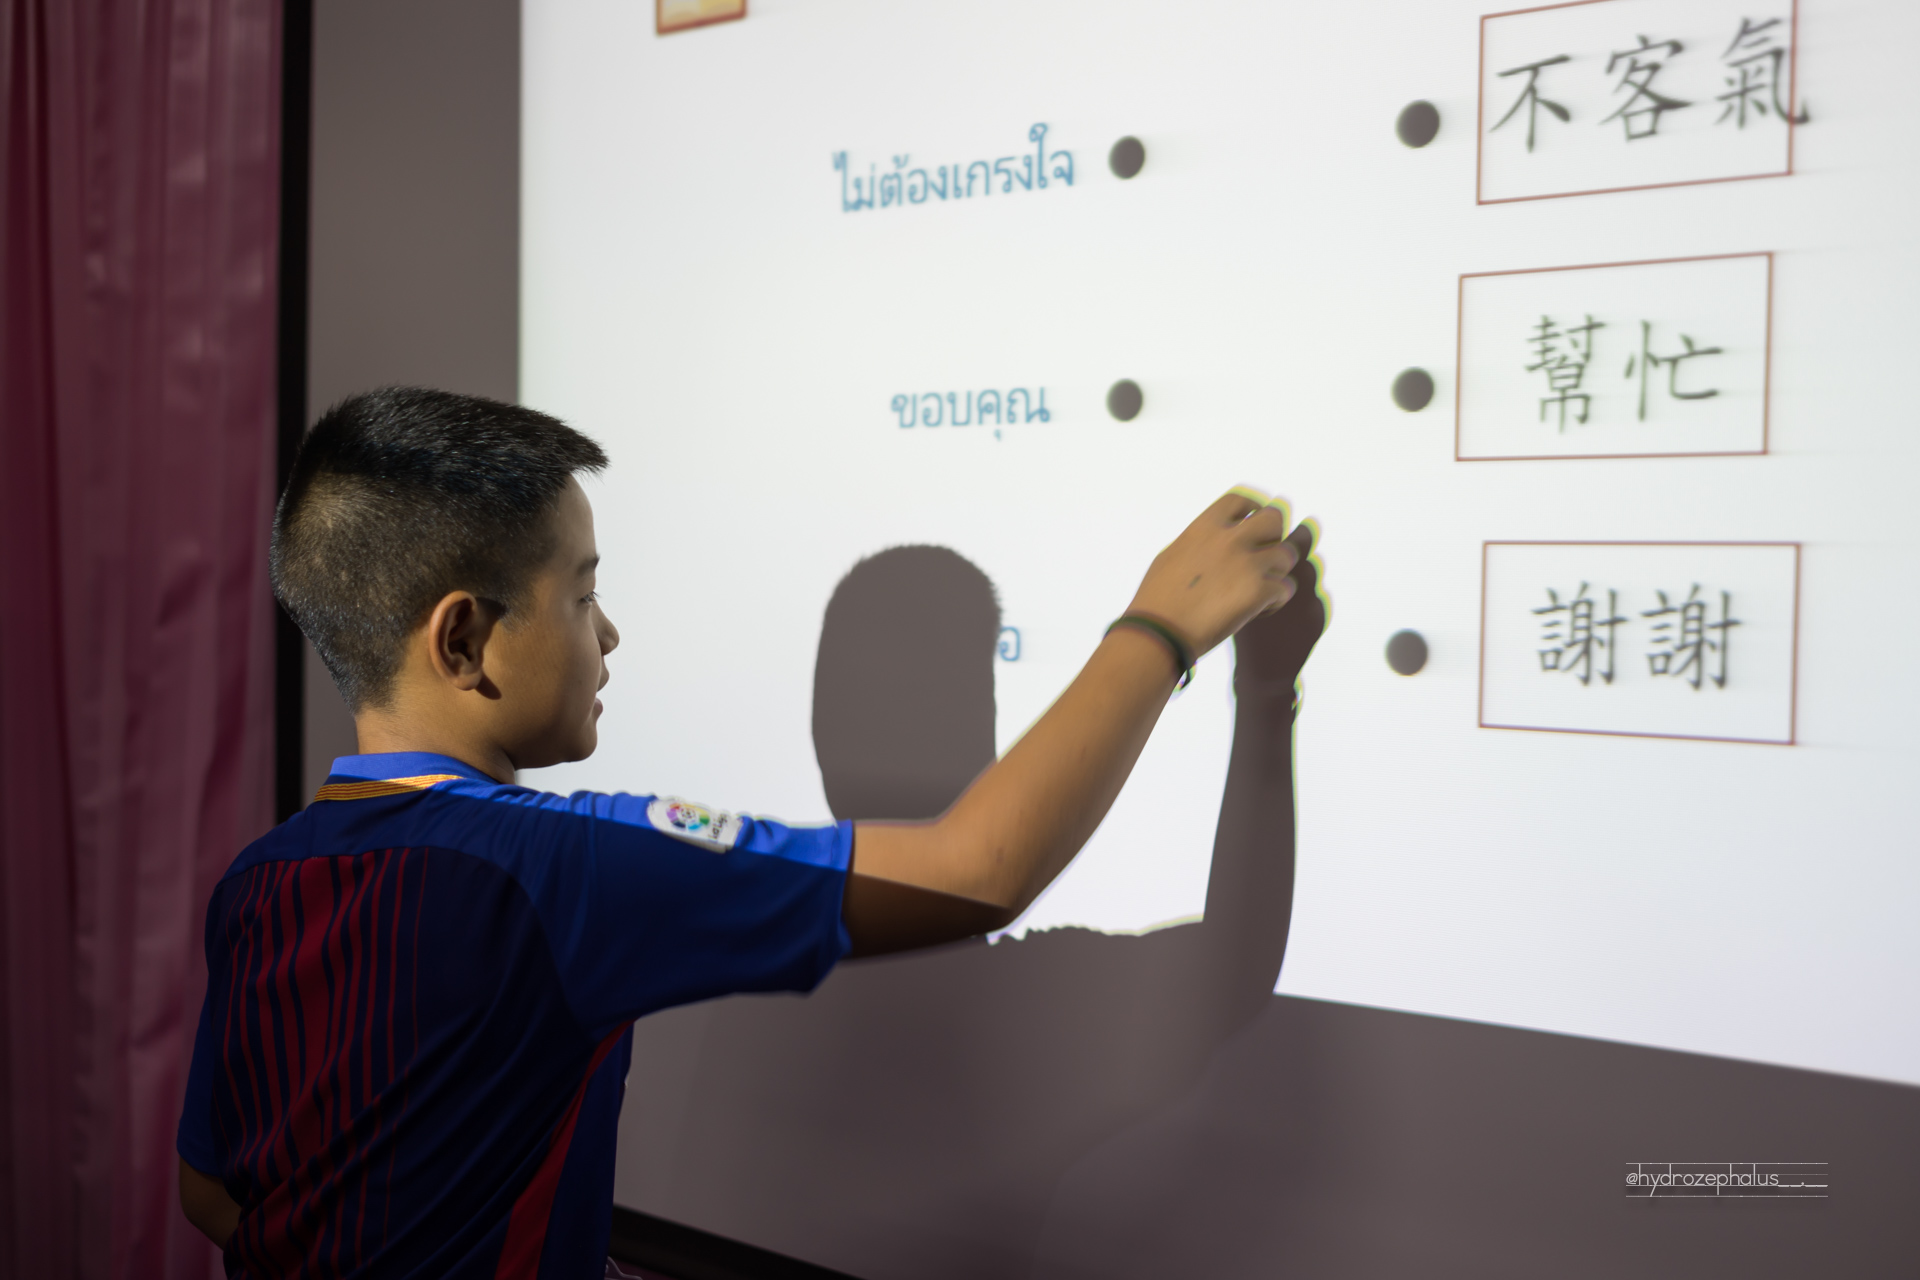 ไม่ต้องเกรงใจ
不客氣
ขอบคุณ
幫忙
謝謝
@hydrozephalus__.__